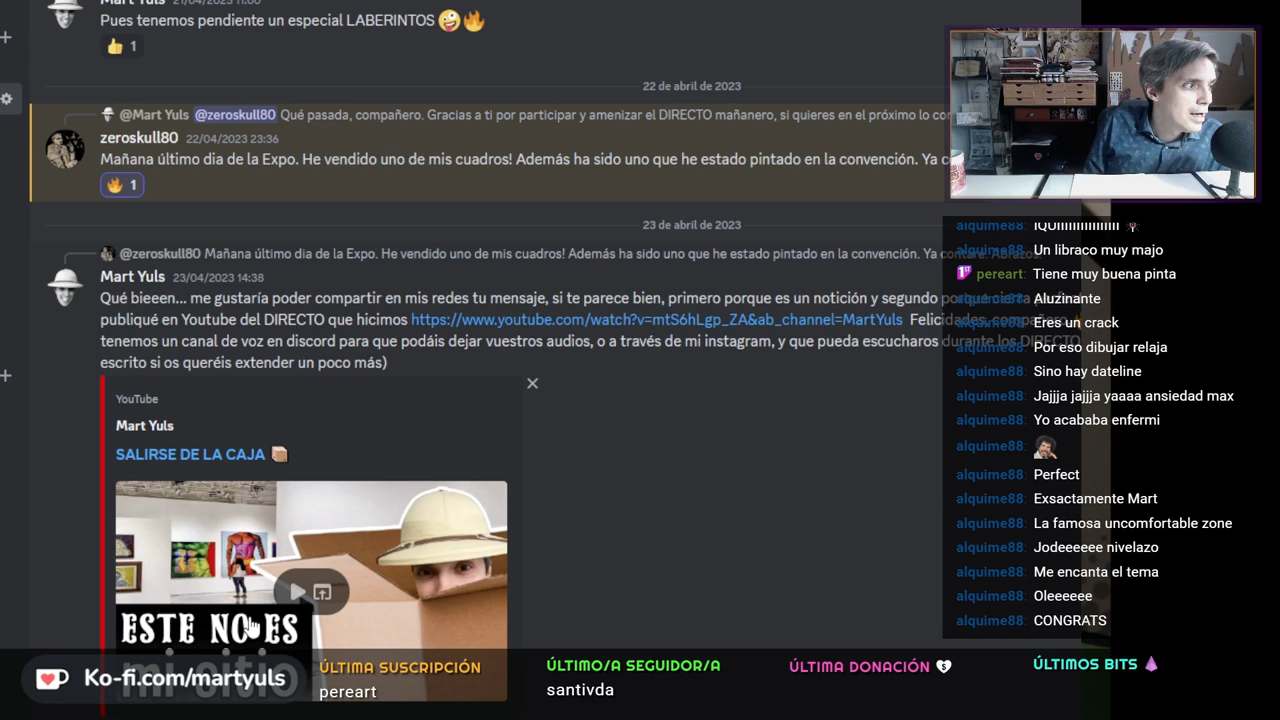 Mart Yuls 21/04/2023 11:00
Pues tenemos pendiente un especial LABERINTOS 🤪🔥
👍 1
22 de abril de 2023
@Mart Yuls @zeroskull80 Qué pasada, compañero. Gracias a ti por participar y amenizar el DIRECTO mañanero, si quieres en el próximo lo
zeroskull80 22/04/2023 23:36
Mañana último dia de la Expo. He vendido uno de mis cuadros! Además ha sido uno que he estado pintado en la convención. Ya
🔥 1
23 de abril de 2023
@zeroskull80 Mañana último dia de la Expo. He vendido uno de mis cuadros! Además ha sido uno que he estado pintado en la convención. Ya
Mart Yuls 23/04/2023 14:38
Qué bieeen... me gustaría poder compartir en mis redes tu mensaje, si te parece bien, primero porque es un notición y segundo
publiqué en Youtube del DIRECTO que hicimos https://www.youtube.com/watch?v=mtS6hLgp_ZA&ab_channel=MartYuls
tenemos un canal de voz en discord para que podáis dejar vuestros audios, o a través de mi instagram, y que pueda escucharos durante los DIRECTO
escrito si os queréis extender un poco más)
YouTube
Mart Yuls
SALIRSE DE LA CAJA 📦
ESTE NO ES
mi sitio
alquime88:
alquime88: Un libraco muy majo
pereart: Tiene muy buena pinta
alquime88: Aluzinante
alquime88: Eres un crack
alquime88: Por eso dibujar relaja
alquime88: Sino hay dateline
alquime88: Jajjja jajjja yaaaa ansiedad max
alquime88: Yo acababa enfermi
alquime88:
alquime88: Perfect
alquime88: Exsactamente Mart
alquime88: La famosa uncomfortable zone
alquime88: Jodeeeeee nivelazo
alquime88: Me encanta el tema
alquime88: Oleeeeee
alquime88: CONGRATS
Ko-fi.com/martyuls
ÚLTIMA SUSCRIPCIÓN
pereart
ÚLTIMO/A SEGUIDOR/A
santivda
ÚLTIMA DONACIÓN
ÚLTIMOS BITS